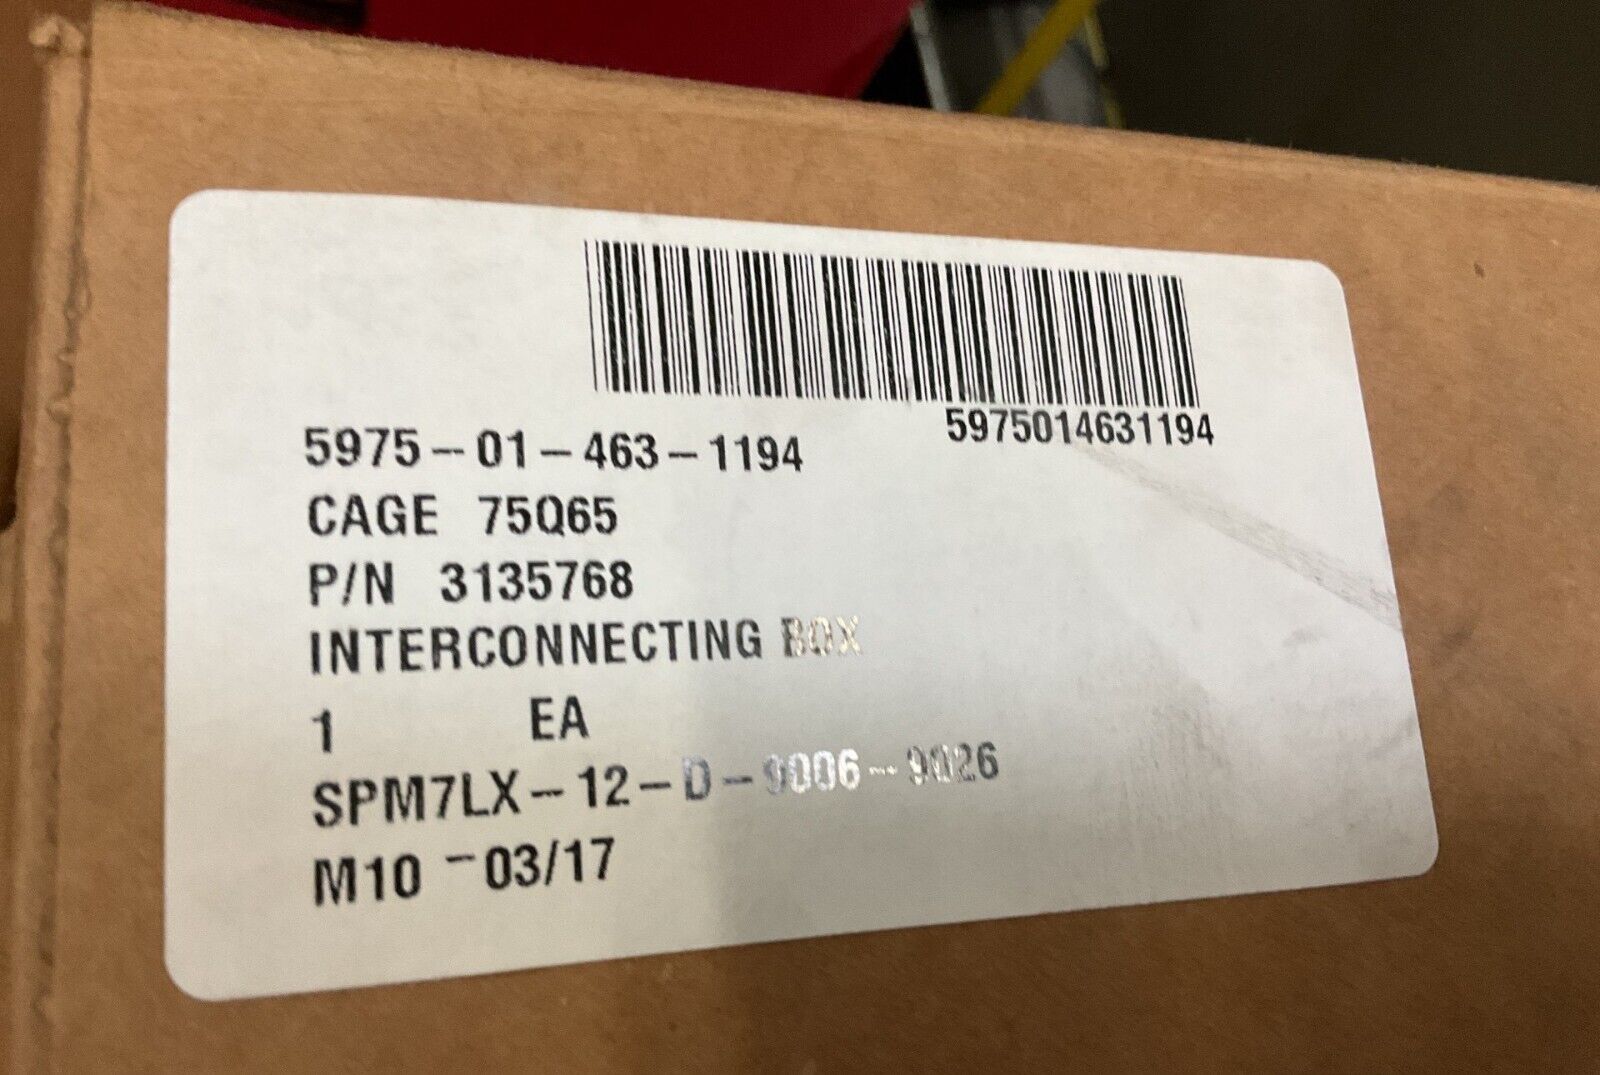 5975014631194
5975-01-463-1194
CAGE 75Q65
P/N 3135768
INTERCONNECTING BOX
1 EA
SPM7LX-12-D-9006-9026
M10 -03/17